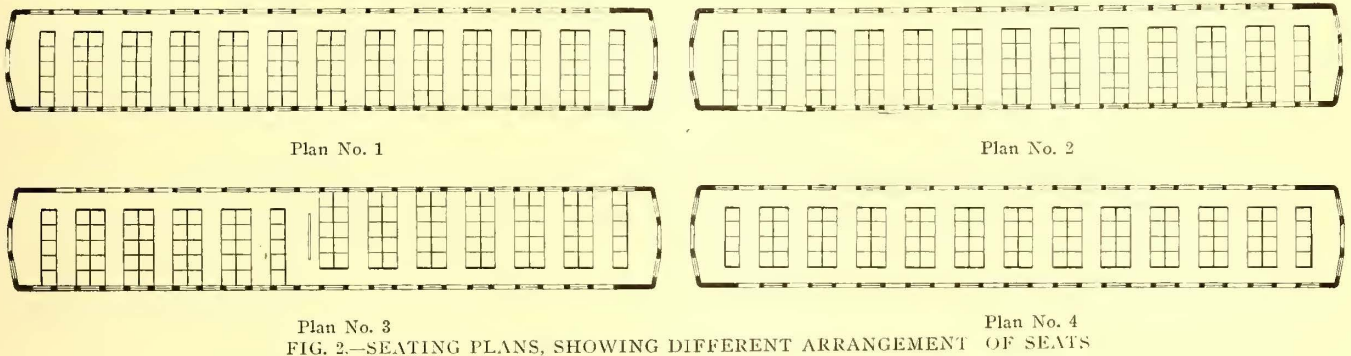 Plan No. 1
Plan No. 2
Plan No. 3
Plan No. 4
FIG. 2.—SEATING PLANS, SHOWING DIFFERENT ARRANGEMENT OF SEATS